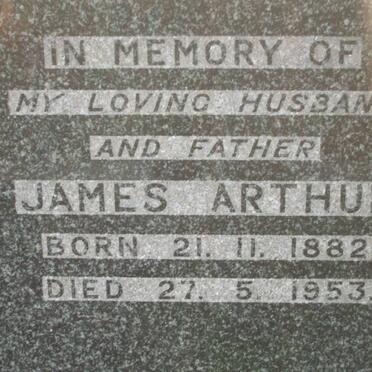 IN MEMORY OF
MY LOVING HUSBAN
AND FATHER
JAMES ARTHU
BORN 21. 11. 1882
DIED 27. 5. 1953.